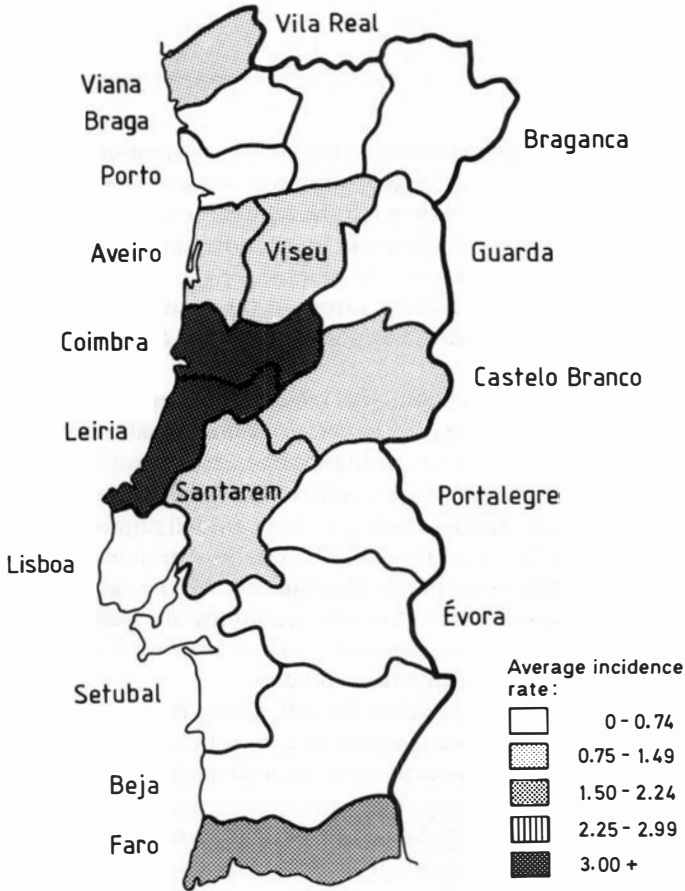 Vila Real
Viana
Braga
Braganca
Porto
Aveiro
Viseu
Guarda
Coimbra
Castelo Branco
Leiria
Santarem
Portalegre
Lisboa
Évora
Setubal
Beja
Faro
Average incidence
rate:
0 - 0.74
0.75 - 1.49
1.50 - 2.24
2.25 - 2.99
3.00 +